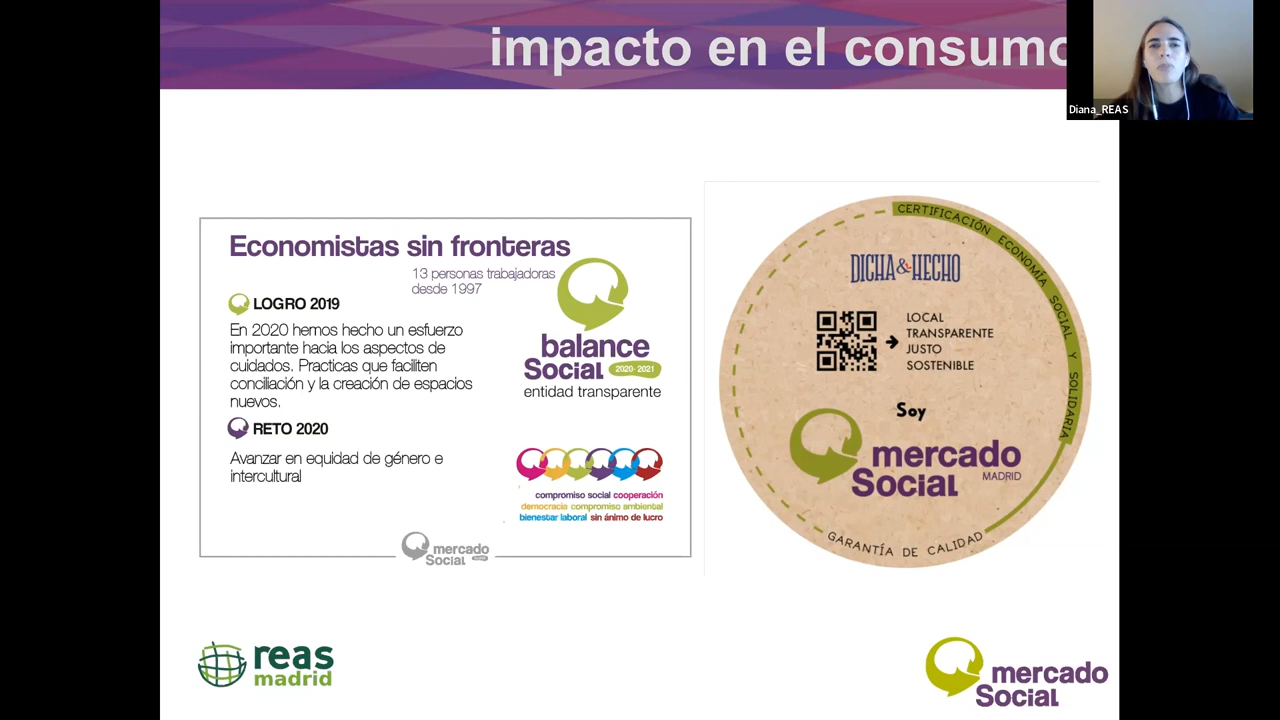 impacto en el consumo
Diana_REAS
Economistas sin fronteras
13 personas trabajadoras
desde 1997
LOGRO 2019
En 2020 hemos hecho un esfuerzo
importante hacia los aspectos de
cuidados. Practicas que faciliten
conciliación y la creación de espacios
nuevos.
RETO 2020
Avanzar en equidad de género e
intercultural
balance
Social 2020-2021
entidad transparente
compromiso social cooperación
democracia compromiso ambiental
bienestar laboral sin ánimo de lucro
mercado
Social
CERTIFICACIÓN ECONOMÍA SOCIAL Y SOLIDARIA
DICHA & HECHO
LOCAL
TRANSPARENTE
JUSTO
SOSTENIBLE
Soy
mercado
Social MADRID
GARANTÍA DE CALIDAD
reas
madrid
mercado
Social